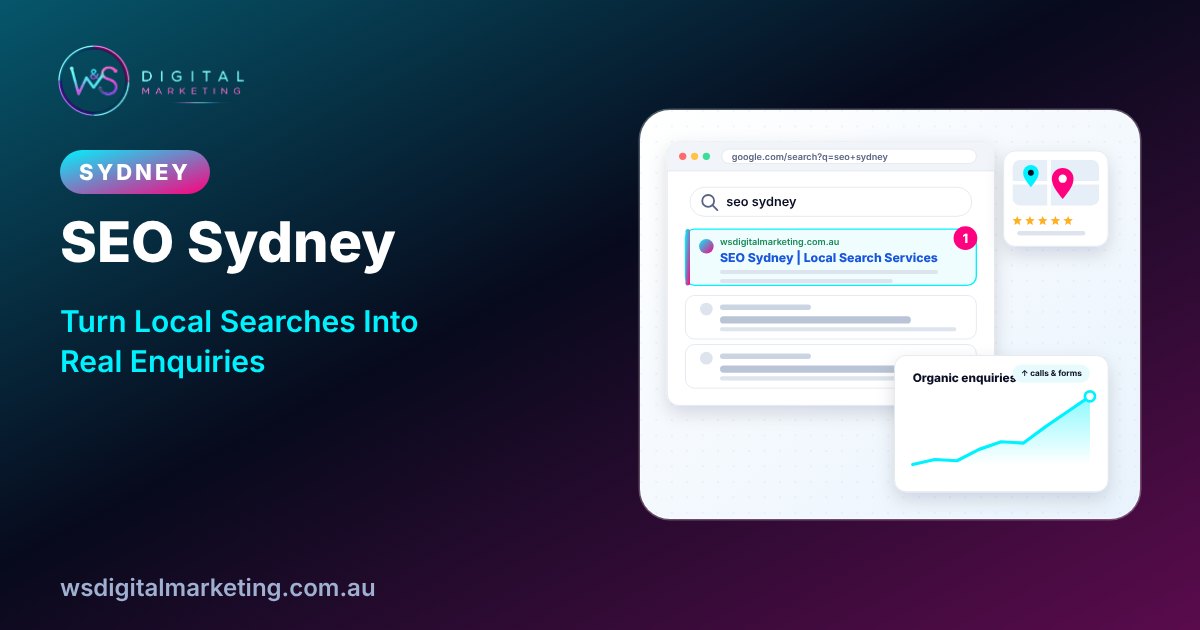 W&S DIGITAL
MARKETING
SYDNEY
SEO Sydney
Turn Local Searches Into
Real Enquiries
wsdigitalmarketing.com.au
google.com/search?q=seo+sydney
seo sydney
wsdigitalmarketing.com.au
SEO Sydney | Local Search Services
1
Organic enquiries
↑ calls & forms